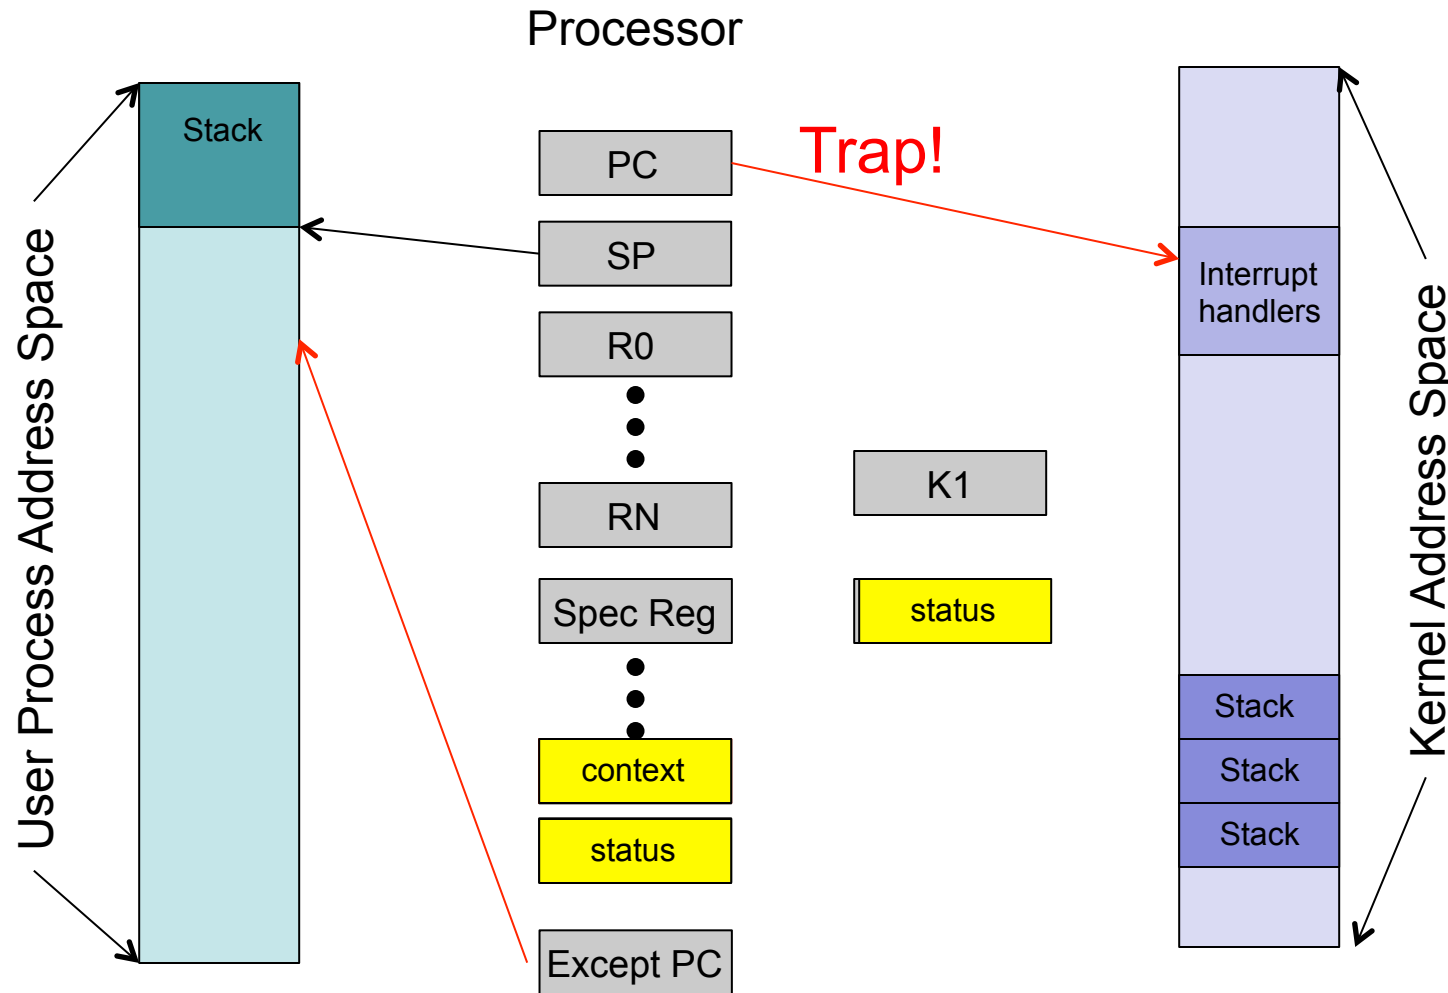 Processor
User Process Address Space
Stack
PC
SP
R0
RN
Spec Reg
context
status
Except PC
Trap!
K1
status
Interrupt
handlers
Stack
Stack
Stack
Kernel Address Space